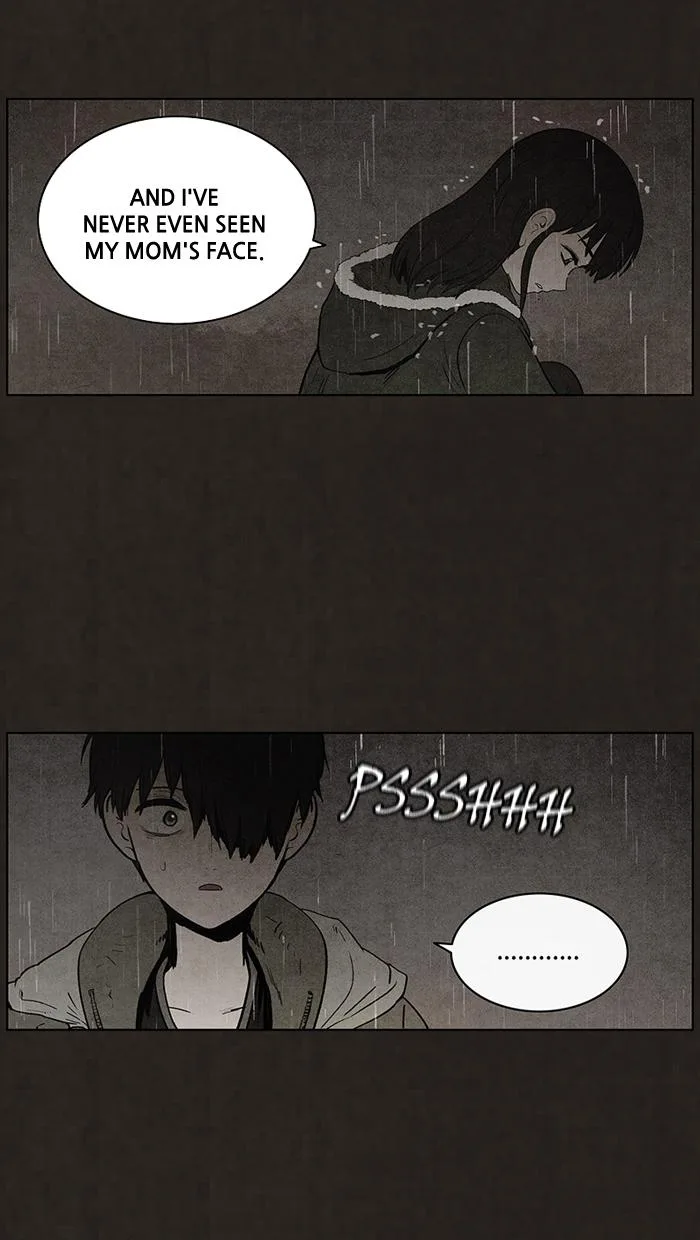 AND I'VE
NEVER EVEN SEEN
MY MOM'S FACE.
PSSSHHH
............